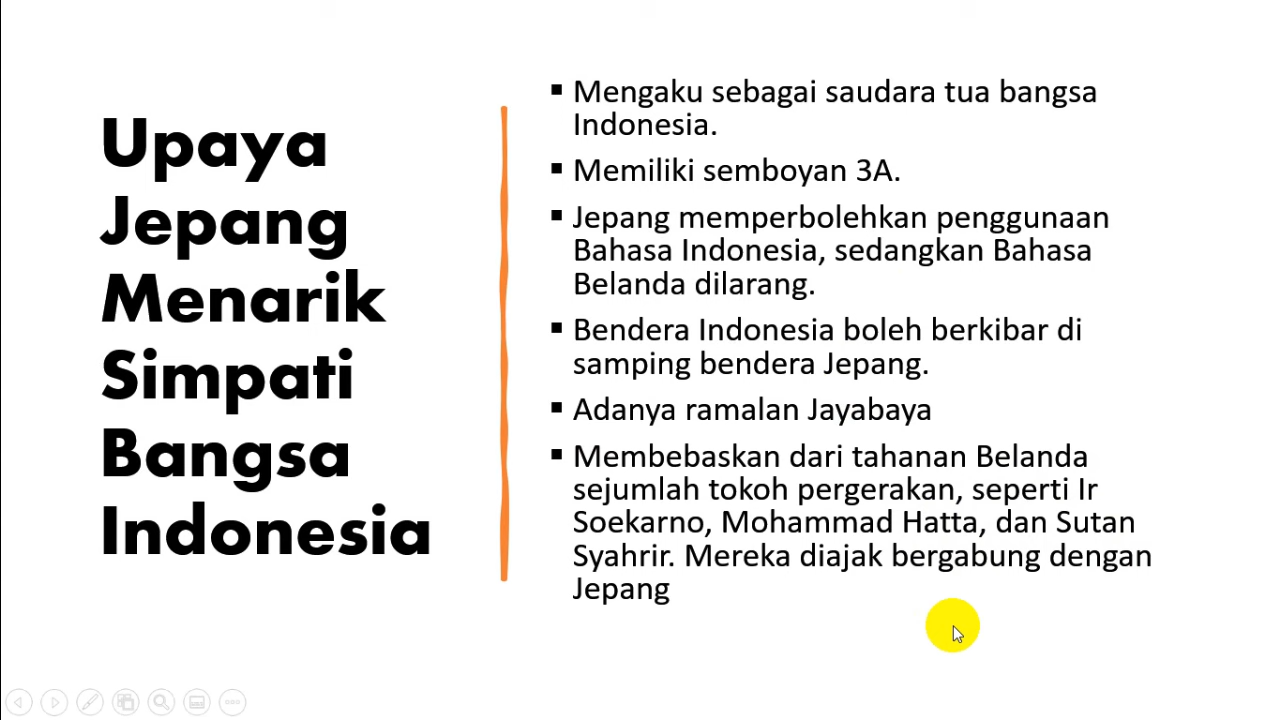 Upaya
Jepang
Menarik
Simpati
Bangsa
Indonesia
▪ Mengaku sebagai saudara tua bangsa
Indonesia.
▪ Memiliki semboyan 3A.
▪ Jepang memperbolehkan penggunaan
Bahasa Indonesia, sedangkan Bahasa
Belanda dilarang.
▪ Bendera Indonesia boleh berkibar di
samping bendera Jepang.
▪ Adanya ramalan Jayabaya
▪ Membebaskan dari tahanan Belanda
sejumlah tokoh pergerakan, seperti Ir
Soekarno, Mohammad Hatta, dan Sutan
Syahrir. Mereka diajak bergabung dengan
Jepang